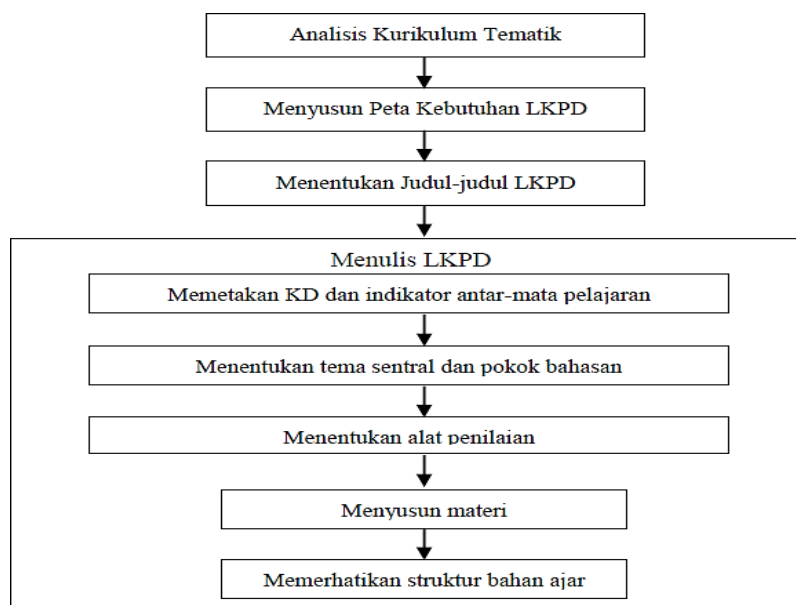 Analisis Kurikulum Tematik
Menyusun Peta Kebutuhan LKPD
Menentukan Judul-judul LKPD
Menulis LKPD
Memetakan KD dan indikator antar-mata pelajaran
Menentukan tema sentral dan pokok bahasan
Menentukan alat penilaian
Menyusun materi
Memerhatikan struktur bahan ajar